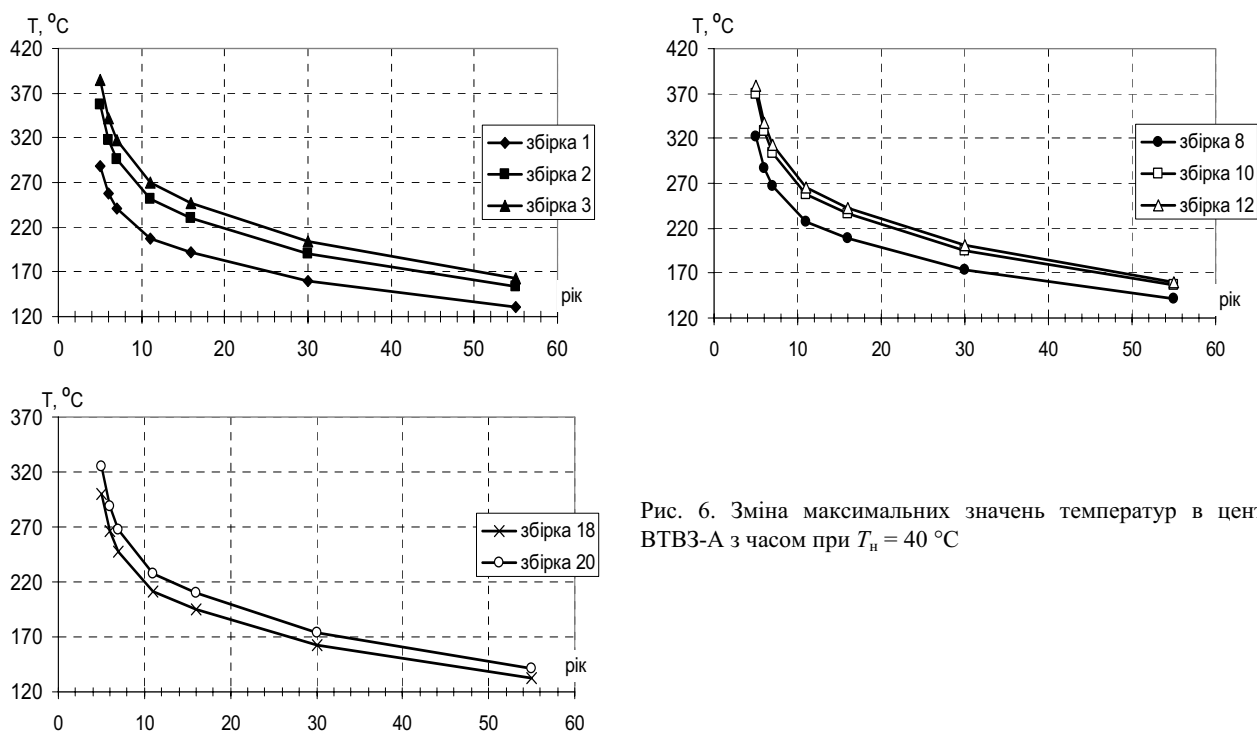 T, °C
420
370
320
270
220
170
120
0 10 20 30 40 50 60
рік
збірка 1
збірка 2
збірка 3
T, °C
420
370
320
270
220
170
120
0 10 20 30 40 50 60
рік
збірка 8
збірка 10
збірка 12
T, °C
370
320
270
220
170
120
0 10 20 30 40 50 60
рік
збірка 18
збірка 20
Рис. 6. Зміна максимальних значень температур в цент
ВТВЗ-А з часом при Tн = 40 °С